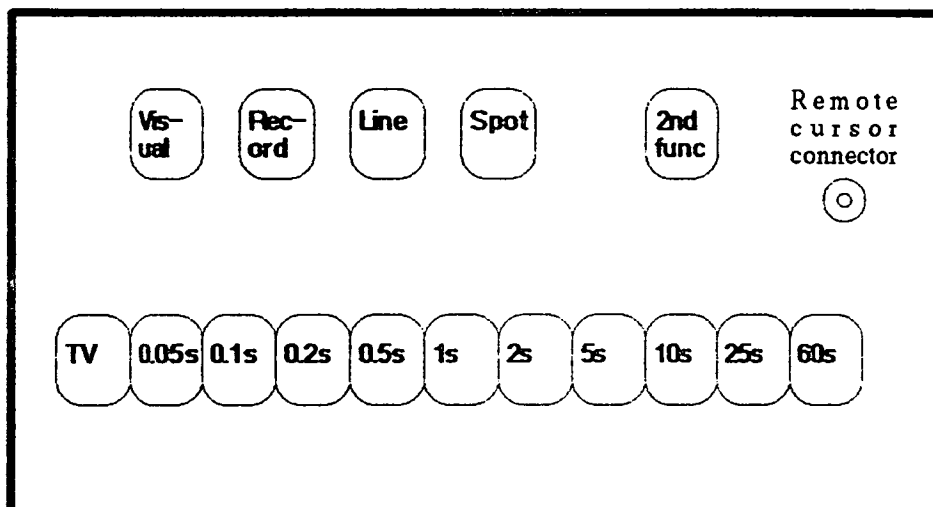 Vis-
ual
Rec-
ord
Line
Spot
2nd
func
Remote
cursor
connector
TV
0.05s
0.1s
0.2s
0.5s
1s
2s
5s
10s
25s
60s